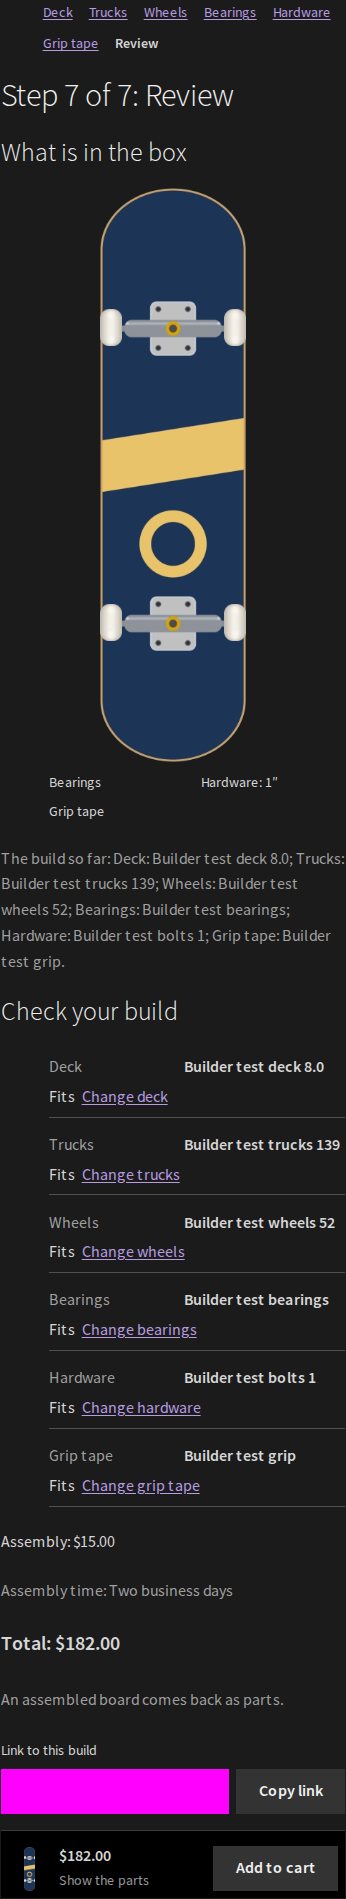 Deck Trucks Wheels Bearings Hardware
Grip tape Review
Step 7 of 7: Review
What is in the box
Bearings Hardware: 1"
Grip tape
The build so far: Deck: Builder test deck 8.0; Trucks:
Builder test trucks 139; Wheels: Builder test
wheels 52; Bearings: Builder test bearings;
Hardware: Builder test bolts 1; Grip tape: Builder
test grip.
Check your build
Deck Builder test deck 8.0
Fits Change deck
Trucks Builder test trucks 139
Fits Change trucks
Wheels Builder test wheels 52
Fits Change wheels
Bearings Builder test bearings
Fits Change bearings
Hardware Builder test bolts 1
Fits Change hardware
Grip tape Builder test grip
Fits Change grip tape
Assembly: $15.00
Assembly time: Two business days
Total: $182.00
An assembled board comes back as parts.
Link to this build
Copy link
$182.00
Show the parts
Add to cart